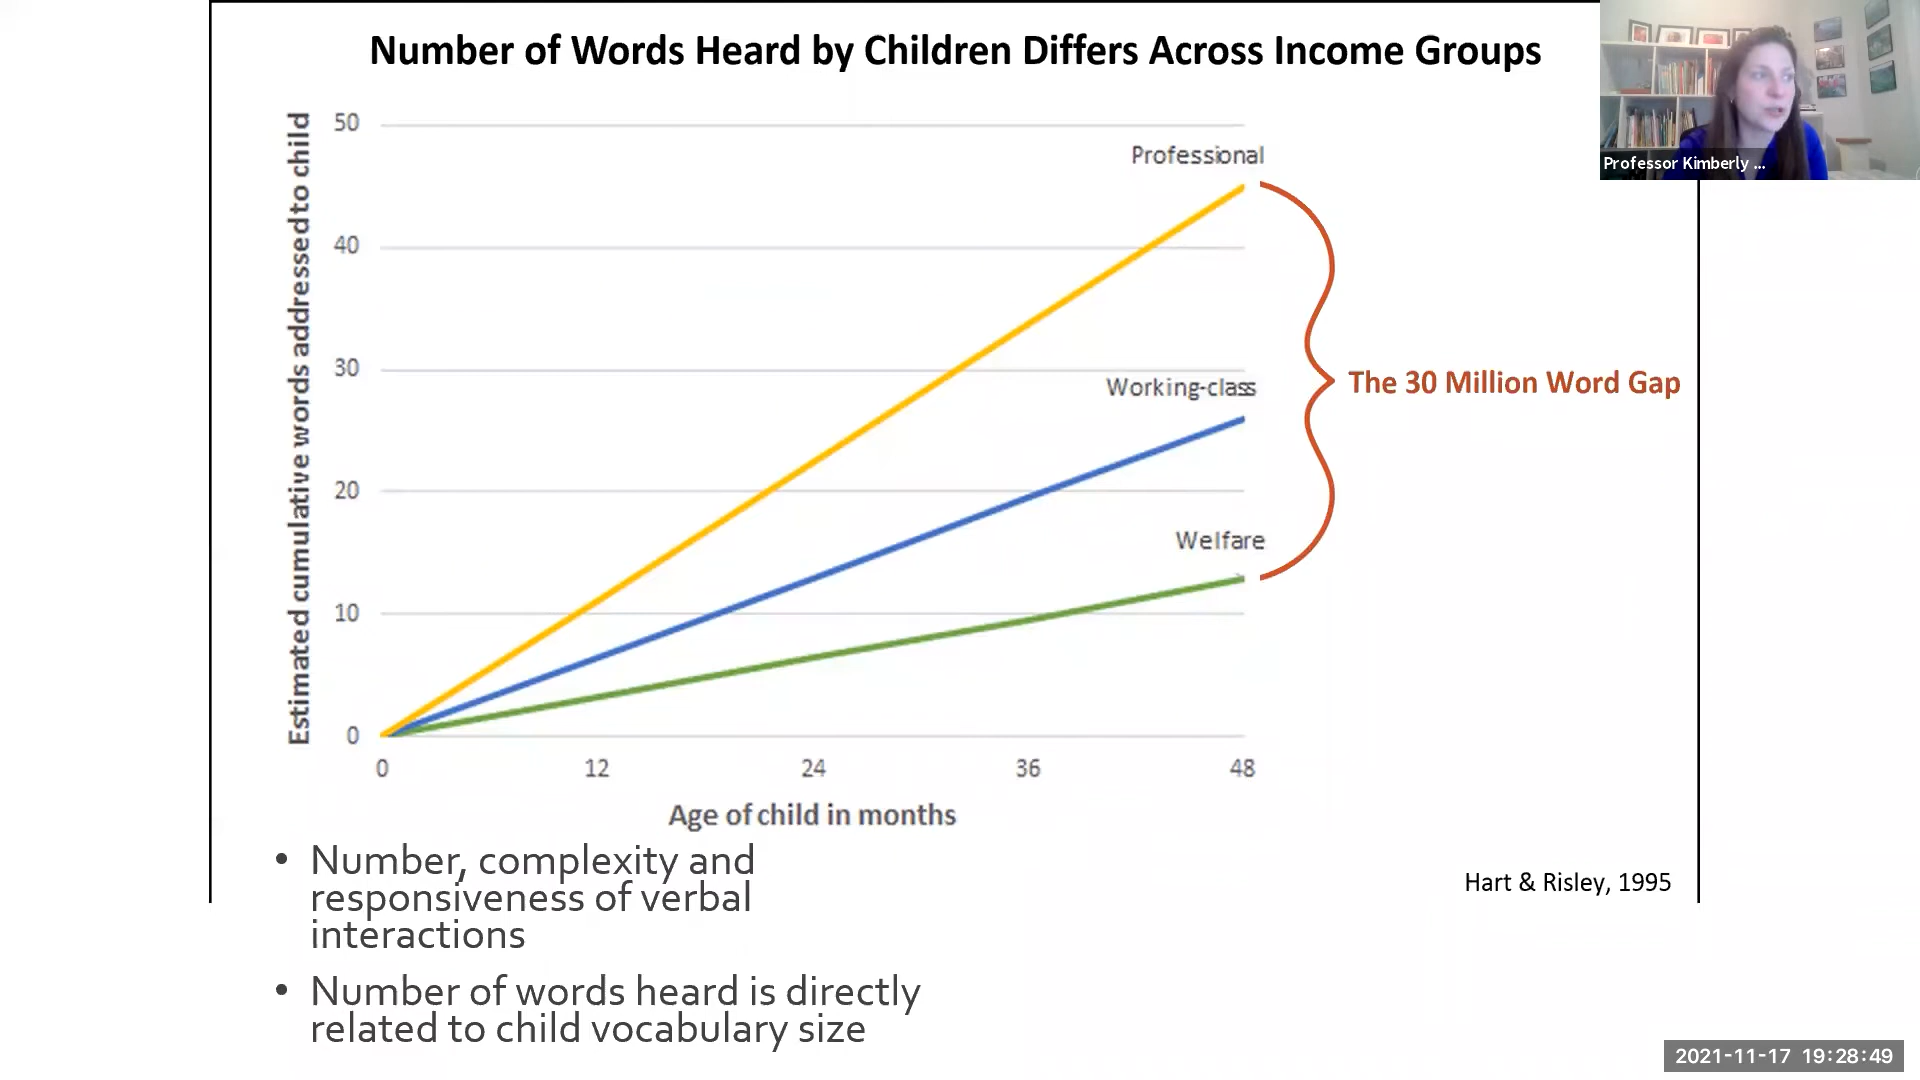 Number of Words Heard by Children Differs Across Income Groups
Professor Kimberly ...
Estimated cumulative words addressed to child
50
40
30
20
10
0
Professional
Working-class
Welfare
The 30 Million Word Gap
0 12 24 36 48
Age of child in months
• Number, complexity and
responsiveness of verbal
interactions
• Number of words heard is directly
related to child vocabulary size
Hart & Risley, 1995
2021-11-17 19:28:49